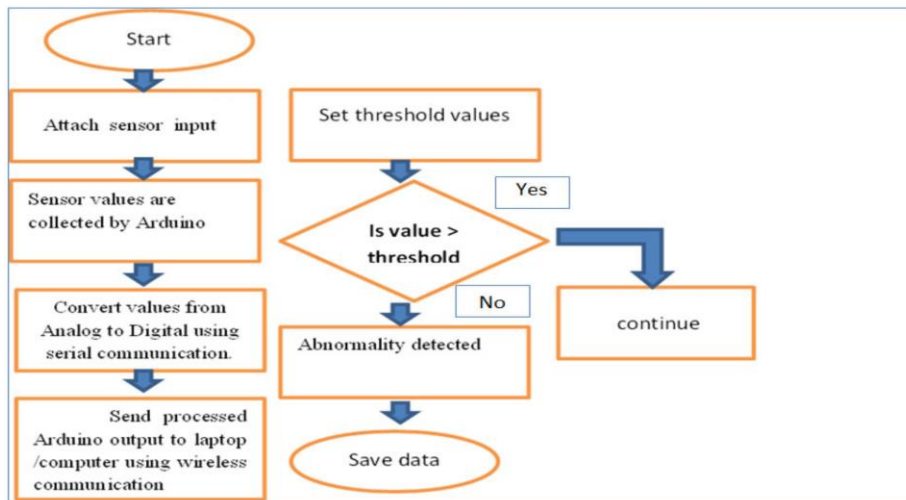 Start
Attach sensor input
Sensor values are
collected by Arduino
Convert values from
Analog to Digital using
serial communication.
Send processed
Arduino output to laptop
/computer using wireless
communication
Set threshold values
Is value >
threshold
Yes
No
continue
Abnormality detected
Save data